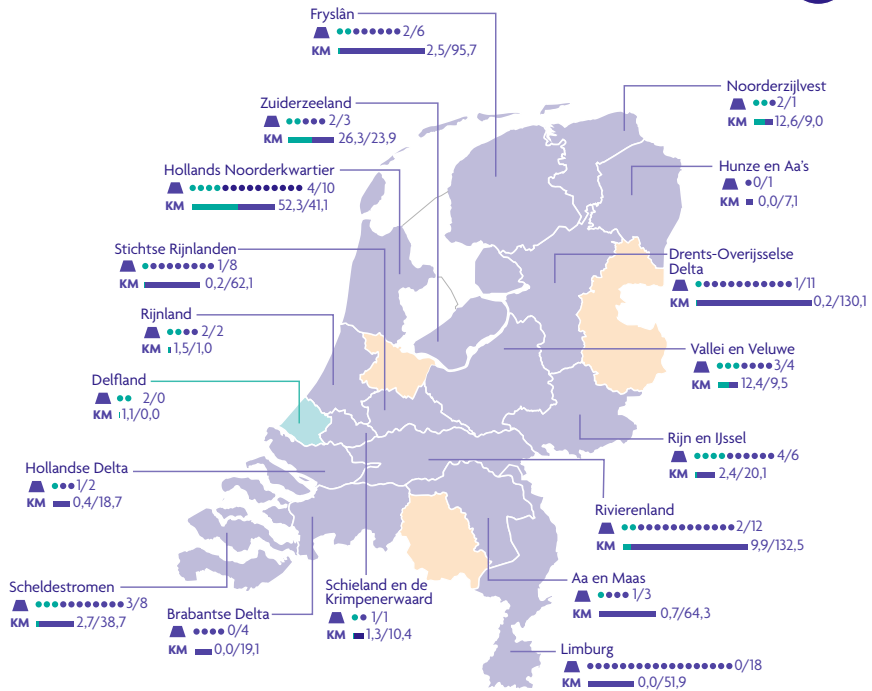 Fryslân
2/6
KM 2,5/95,7
Noorderzijlvest
2/1
KM 12,6/9,0
Zuiderzeeland
2/3
KM 26,3/23,9
Hollands Noorderkwartier
4/10
KM 52,3/41,1
Hunze en Aa's
0/1
KM 0,0/7,1
Stichtse Rijnlanden
1/8
KM 0,2/62,1
Drents-Overijsselse
Delta
1/11
KM 0,2/130,1
Rijnland
2/2
KM 1,5/1,0
Vallei en Veluwe
3/4
KM 12,4/9,5
Delfland
2/0
KM 1,1/0,0
Rijn en IJssel
4/6
KM 2,4/20,1
Hollandse Delta
1/2
KM 0,4/18,7
Rivierenland
2/12
KM 9,9/132,5
Scheldestromen
3/8
KM 2,7/38,7
Brabantse Delta
0/4
KM 0,0/19,1
Schieland en de
Krimpenerwaard
1/1
KM 1,3/10,4
Aa en Maas
1/3
KM 0,7/64,3
Limburg
0/18
KM 0,0/51,9